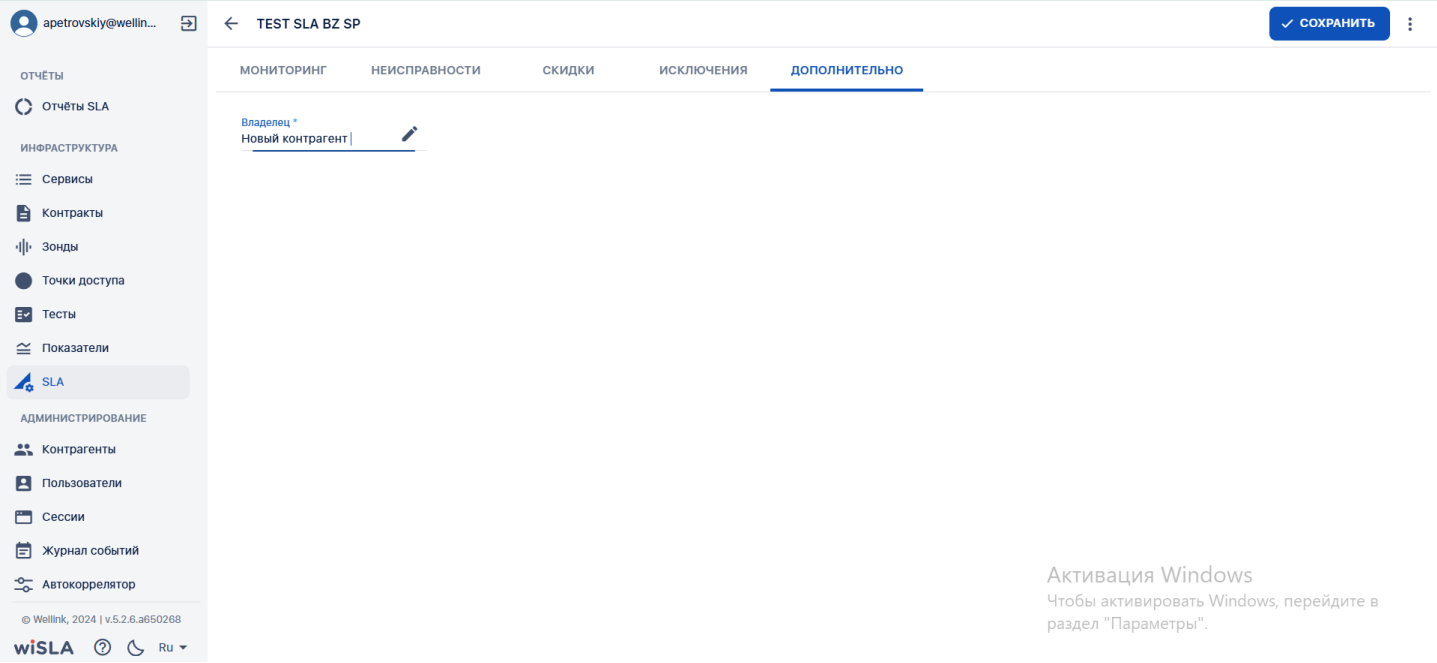 apetrovskiy@wellin...
ОТЧЁТЫ
Отчёты SLA
ИНФРАСТРУКТУРА
Сервисы
Контракты
Зонды
Точки доступа
Тесты
Показатели
SLA
АДМИНИСТРИРОВАНИЕ
Контрагенты
Пользователи
Сессии
Журнал событий
Автокоррелятор
© Wellink, 2024 | v.5.2.6.a650268
wiSLA
Ru
TEST SLA BZ SP
СОХРАНИТЬ
МОНИТОРИНГ НЕИСПРАВНОСТИ СКИДКИ ИСКЛЮЧЕНИЯ ДОПОЛНИТЕЛЬНО
Владелец *
Новый контрагент
Активация Windows
Чтобы активировать Windows, перейдите в
раздел "Параметры".